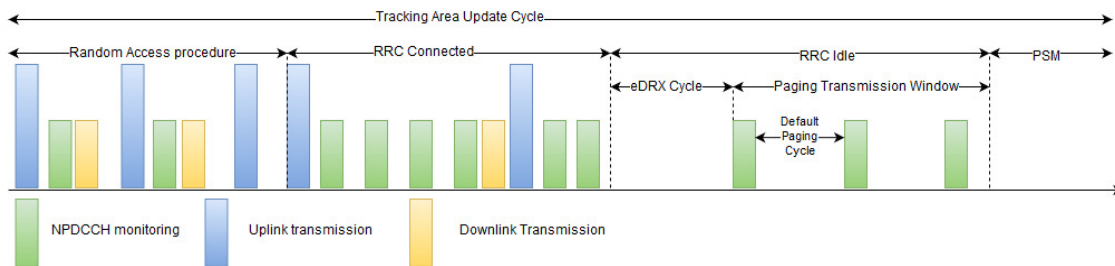 Tracking Area Update Cycle
Random Access procedure
RRC Connected
RRC Idle
PSM
eDRX Cycle
Paging Transmission Window
Default
Paging
Cycle
NPDCCH monitoring
Uplink transmission
Downlink Transmission